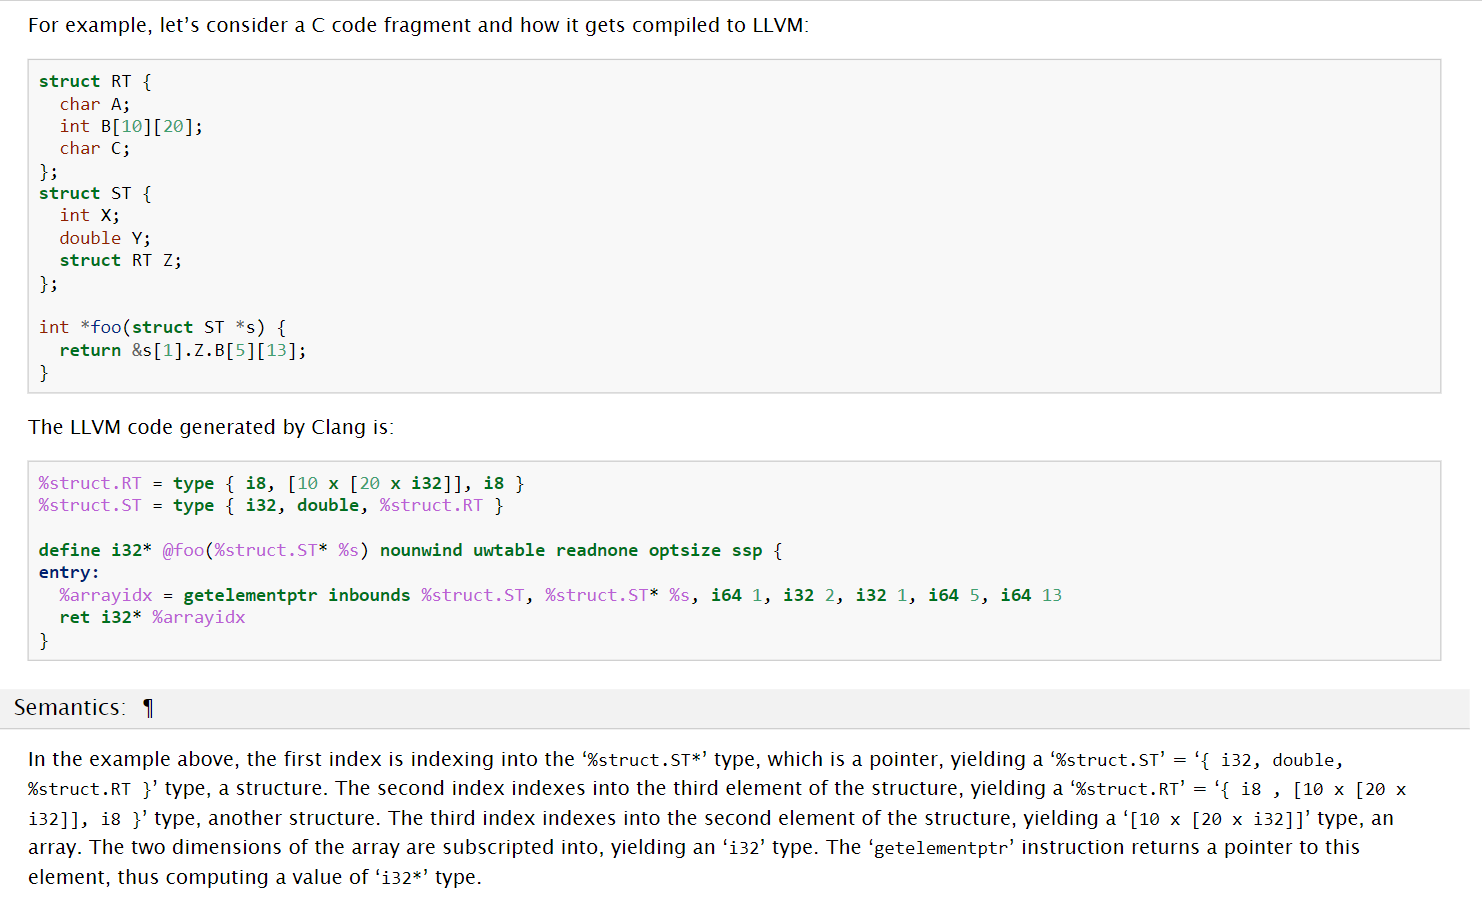 For example, let’s consider a C code fragment and how it gets compiled to LLVM:
struct RT {
  char A;
  int B[10][20];
  char C;
};
struct ST {
  int X;
  double Y;
  struct RT Z;
};

int *foo(struct ST *s) {
  return &s[1].Z.B[5][13];
}
The LLVM code generated by Clang is:
%struct.RT = type { i8, [10 x [20 x i32]], i8 }
%struct.ST = type { i32, double, %struct.RT }

define i32* @foo(%struct.ST* %s) nounwind uwtable readnone optsize ssp {
entry:
  %arrayidx = getelementptr inbounds %struct.ST, %struct.ST* %s, i64 1, i32 2, i32 1, i64 5, i64 13
  ret i32* %arrayidx
}
Semantics: ¶
In the example above, the first index is indexing into the ‘%struct.ST*’ type, which is a pointer, yielding a ‘%struct.ST’ = ‘{ i32, double,
%struct.RT }’ type, a structure. The second index indexes into the third element of the structure, yielding a ‘%struct.RT’ = ‘{ i8 , [10 x [20 x
i32]], i8 }’ type, another structure. The third index indexes into the second element of the structure, yielding a ‘[10 x [20 x i32]]’ type, an
array. The two dimensions of the array are subscripted into, yielding an ‘i32’ type. The ‘getelementptr’ instruction returns a pointer to this
element, thus computing a value of ‘i32*’ type.